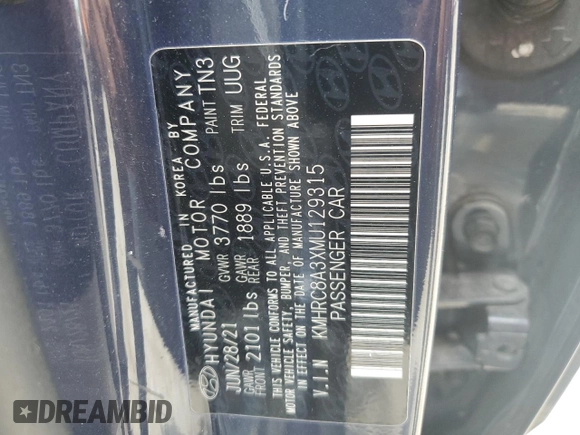 MANUFACTURED IN KOREA BY
HYUNDAI MOTOR COMPANY
JUN/28/21 GVWR 3770 lbs PAINT TN3
GAWR FRONT 2101 lbs GAWR REAR 1889 lbs TRIM UUG
THIS VEHICLE CONFORMS TO ALL APPLICABLE U.S.A. FEDERAL
MOTOR VEHICLE SAFETY, BUMPER, AND THEFT PREVENTION STANDARDS
IN EFFECT ON THE DATE OF MANUFACTURE SHOWN ABOVE
V.I.N KMHRC8A3XMU129315
PASSENGER CAR
DREAMBID